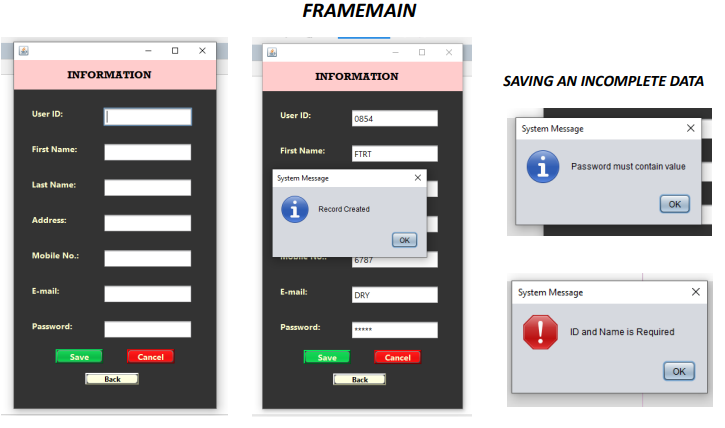 FRAMEMAIN
INFORMATION
User ID:
First Name:
Last Name:
Address:
Mobile No.:
E-mail:
Password:
Save Cancel
Back
INFORMATION
User ID: 0854
First Name: FTRT
System Message
Record Created
OK
Mobile No.: 6787
E-mail: DRY
Password: *****
Save Cancel
Back
SAVING AN INCOMPLETE DATA
System Message
Password must contain value
OK
System Message
ID and Name is Required
OK